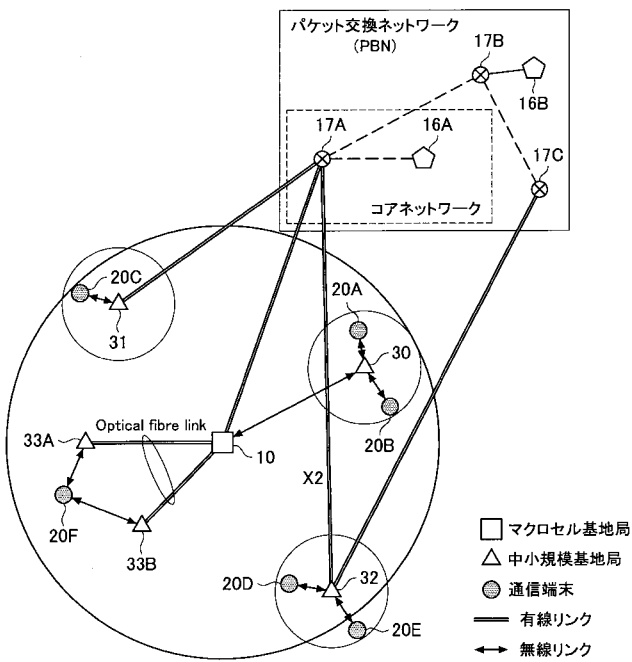 パケット交換ネットワーク
(PBN)
17B
16B
17A
16A
17C
コアネットワーク
20C
31
20A
30
20B
Optical fibre link
33A
10
X2
20F
33B
20D
32
20E
マクロセル基地局
中小規模基地局
通信端末
有線リンク
無線リンク